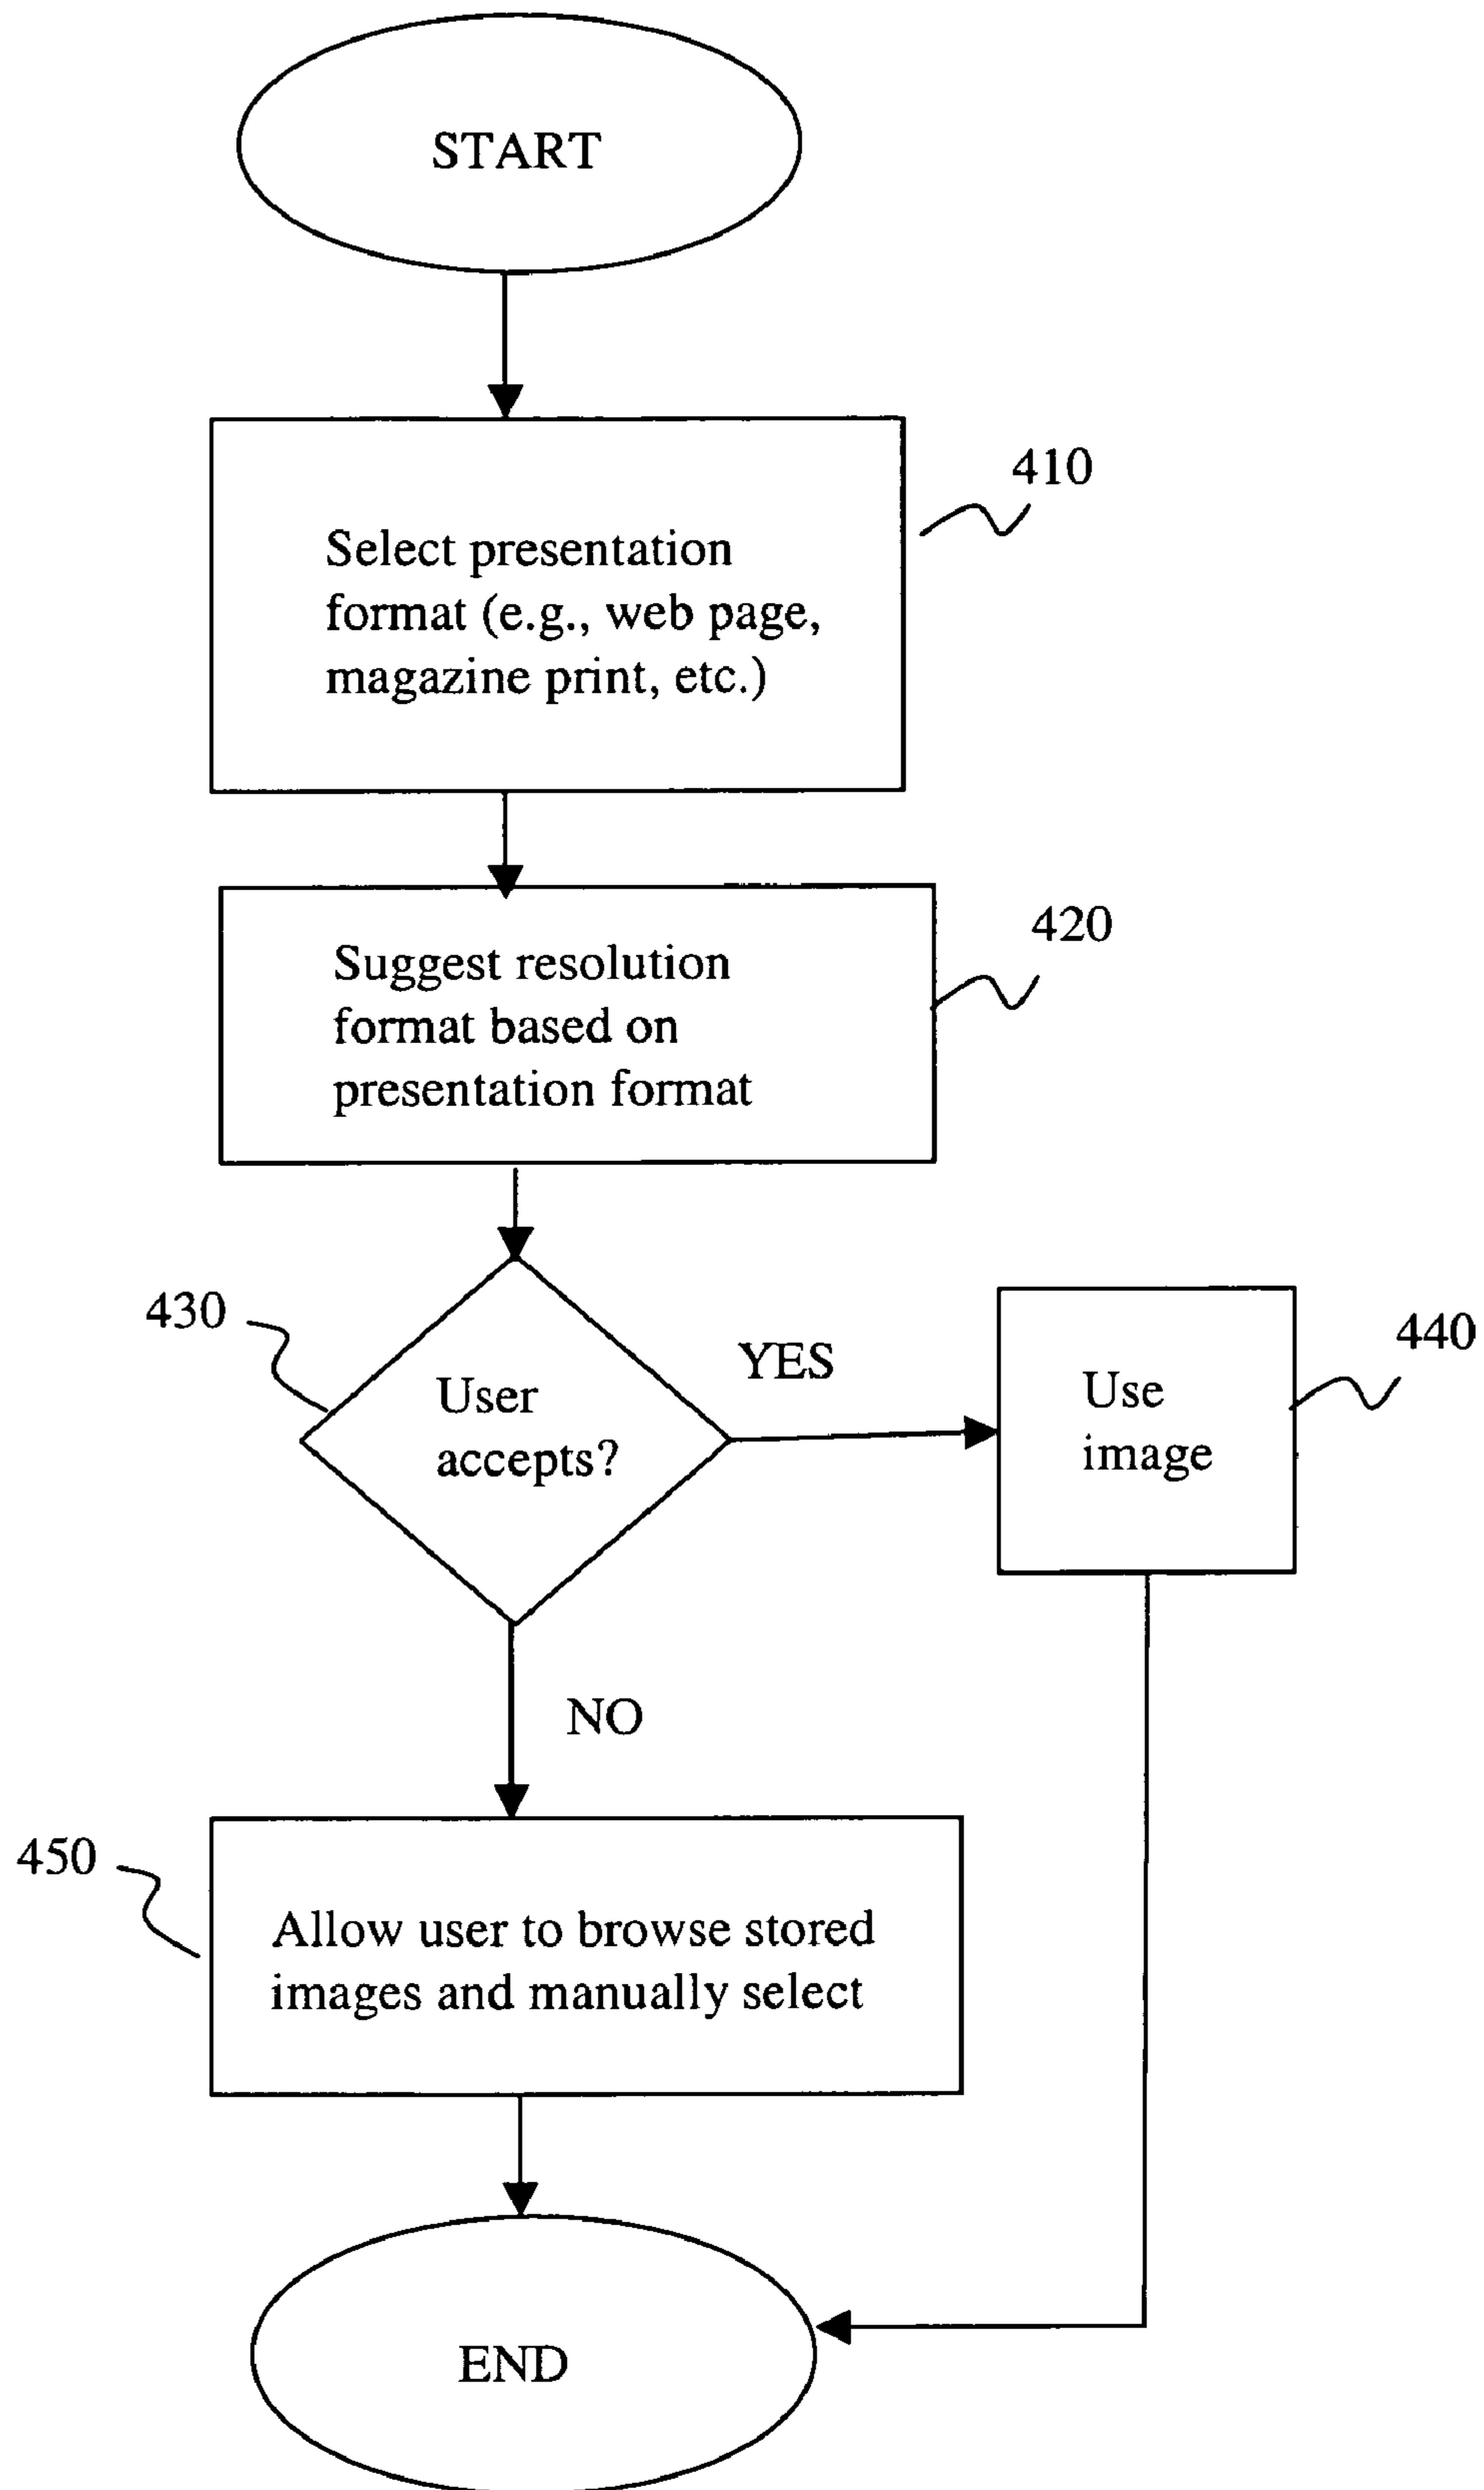 START
410
Select presentation
format (e.g., web page,
magazine print, etc.)
420
Suggest resolution
format based on
presentation format
430
User
accepts?
YES
440
Use
image
NO
450
Allow user to browse stored
images and manually select
END